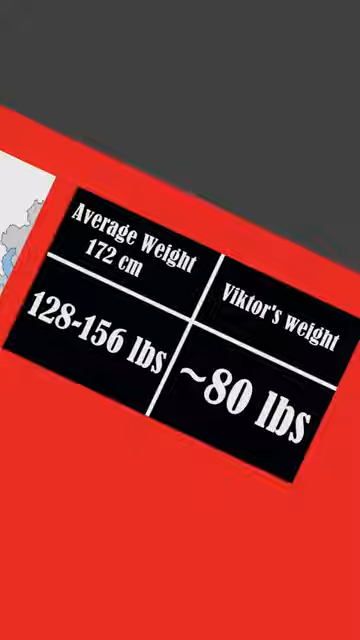 Average Weight
172 cm
Viktor's weight
128-156 lbs
~80 lbs